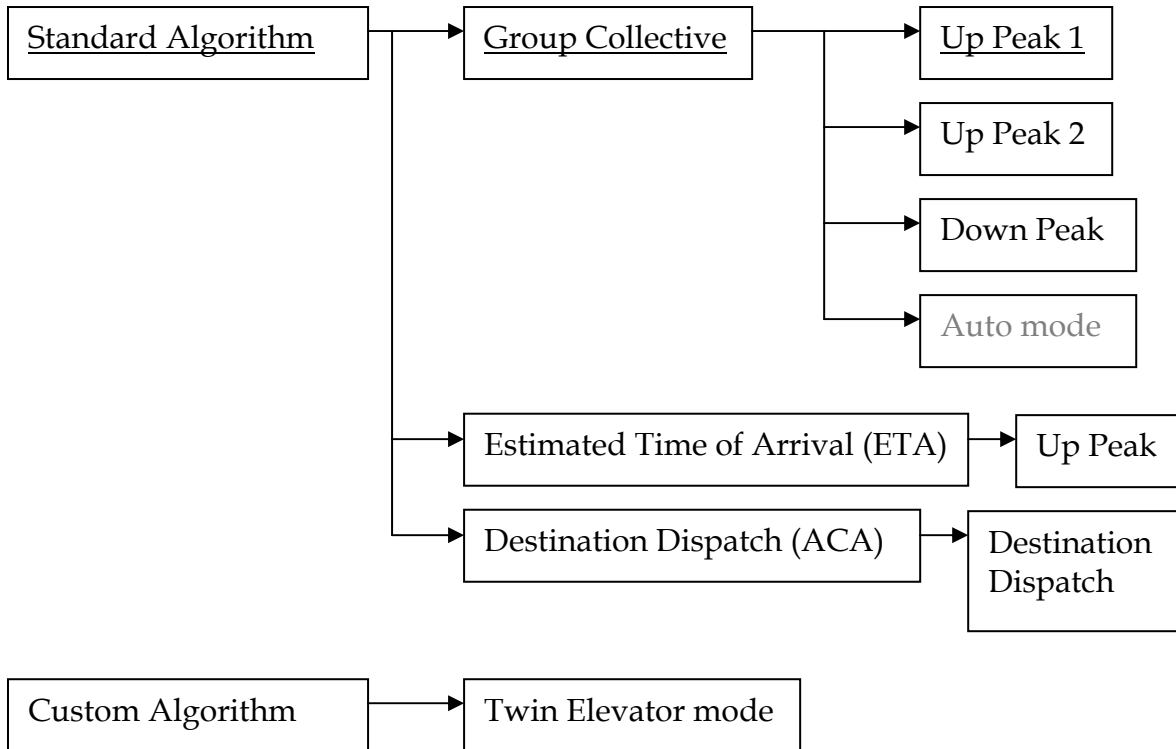 Standard Algorithm
Group Collective
Up Peak 1
Up Peak 2
Down Peak
Auto mode
Estimated Time of Arrival (ETA)
Up Peak
Destination Dispatch (ACA)
Destination
Dispatch
Custom Algorithm
Twin Elevator mode